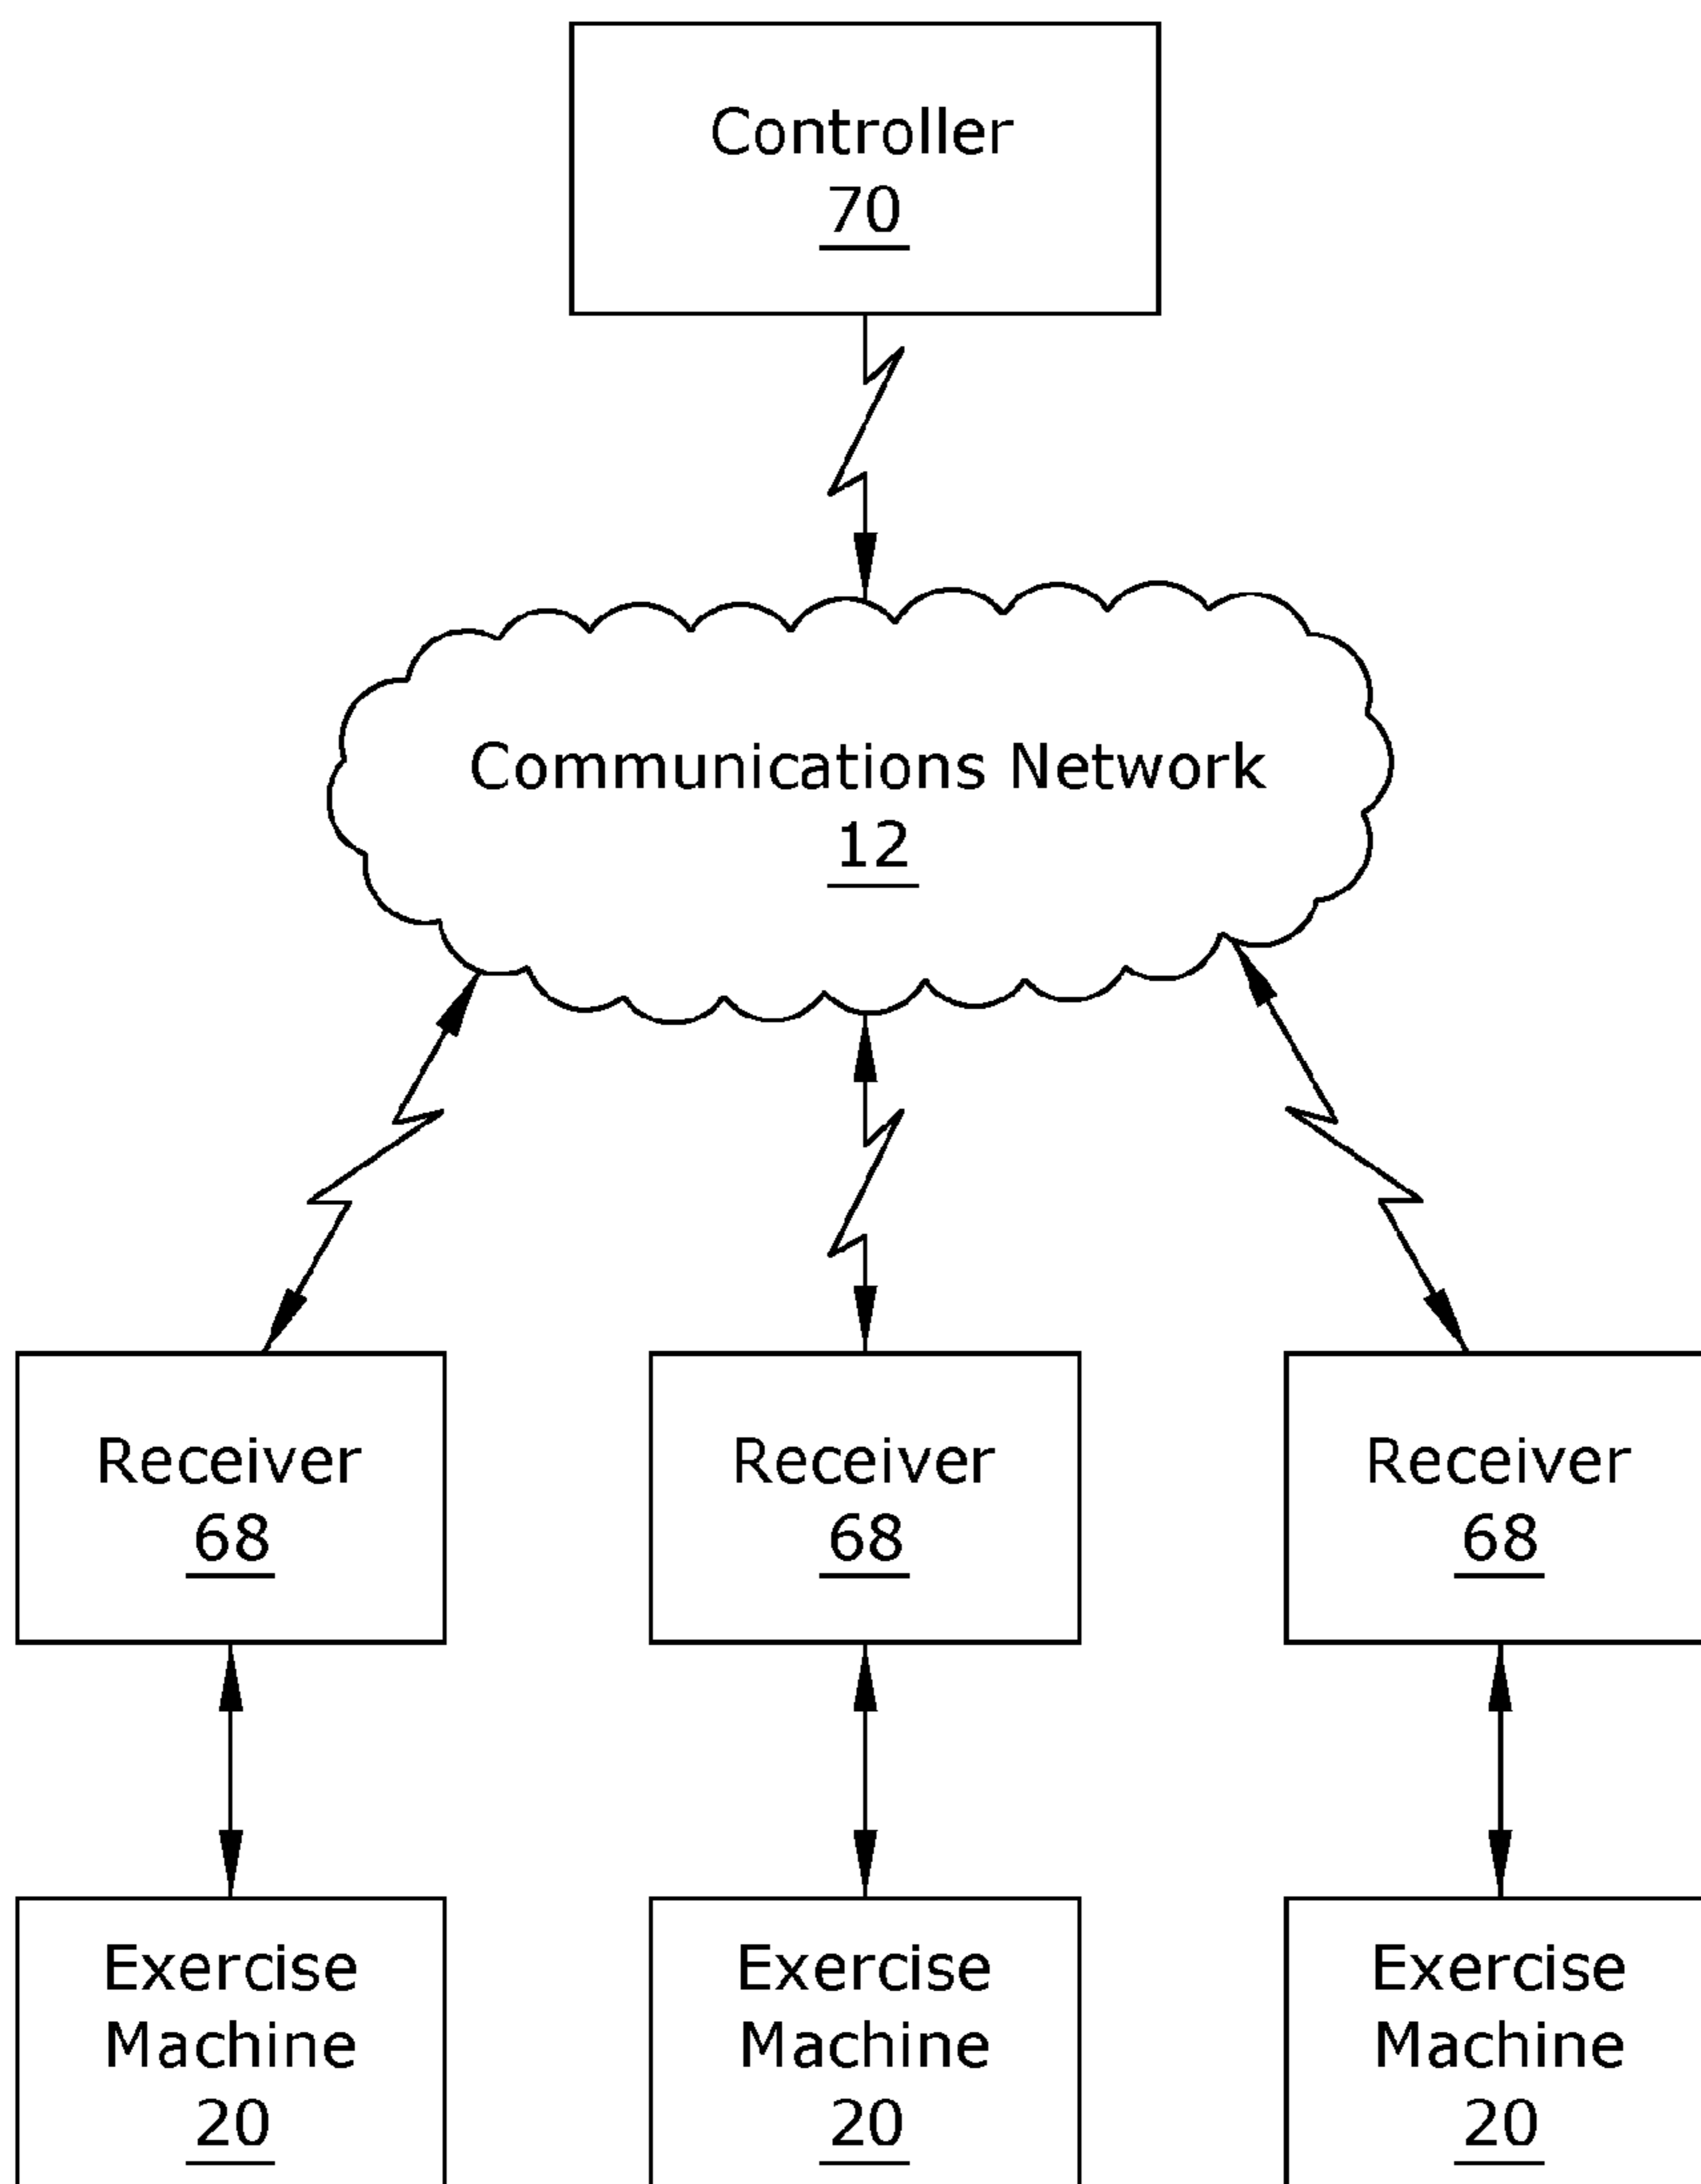 Controller
70
Communications Network
12
Receiver
68
Receiver
68
Receiver
68
Exercise
Machine
20
Exercise
Machine
20
Exercise
Machine
20